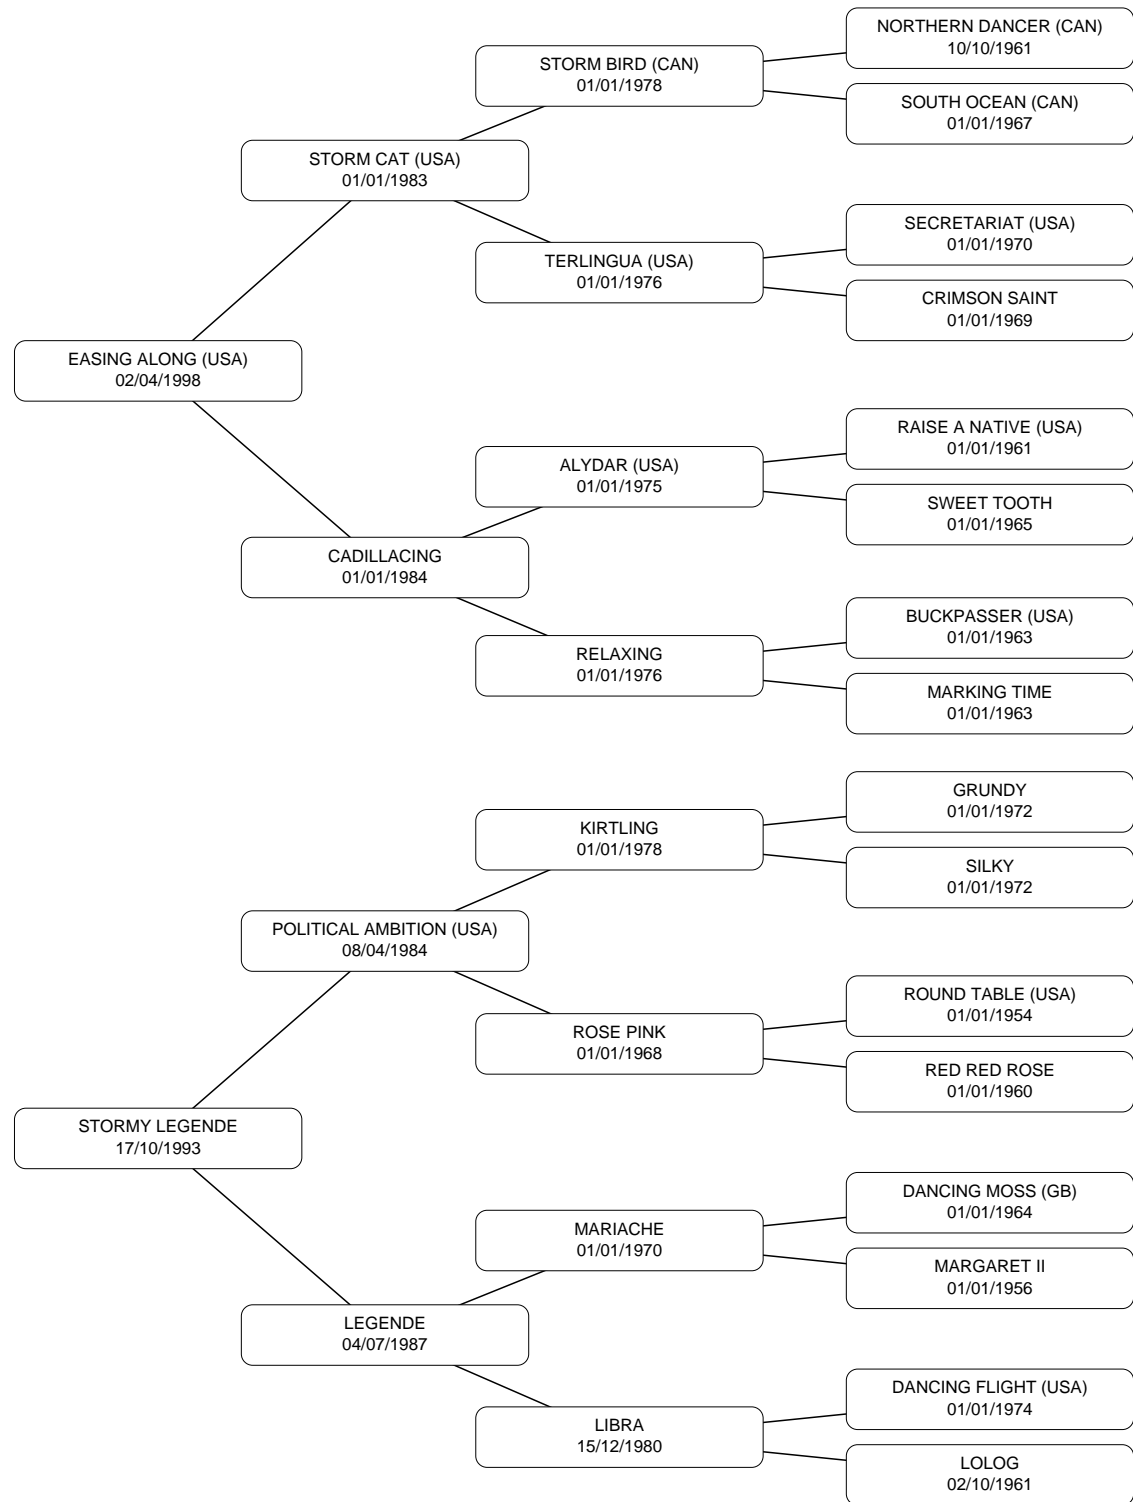 NORTHERN DANCER (CAN)
10/10/1961
STORM BIRD (CAN)
01/01/1978
SOUTH OCEAN (CAN)
01/01/1967
STORM CAT (USA)
01/01/1983
SECRETARIAT (USA)
01/01/1970
TERLINGUA (USA)
01/01/1976
CRIMSON SAINT
01/01/1969
EASING ALONG (USA)
02/04/1998
RAISE A NATIVE (USA)
01/01/1961
ALYDAR (USA)
01/01/1975
SWEET TOOTH
01/01/1965
CADILLACING
01/01/1984
BUCKPASSER (USA)
01/01/1963
RELAXING
01/01/1976
MARKING TIME
01/01/1963
GRUNDY
01/01/1972
KIRTLING
01/01/1978
SILKY
01/01/1972
POLITICAL AMBITION (USA)
08/04/1984
ROUND TABLE (USA)
01/01/1954
ROSE PINK
01/01/1968
RED RED ROSE
01/01/1960
STORMY LEGENDE
17/10/1993
DANCING MOSS (GB)
01/01/1964
MARIACHE
01/01/1970
MARGARET II
01/01/1956
LEGENDE
04/07/1987
DANCING FLIGHT (USA)
01/01/1974
LIBRA
15/12/1980
LOLOG
02/10/1961